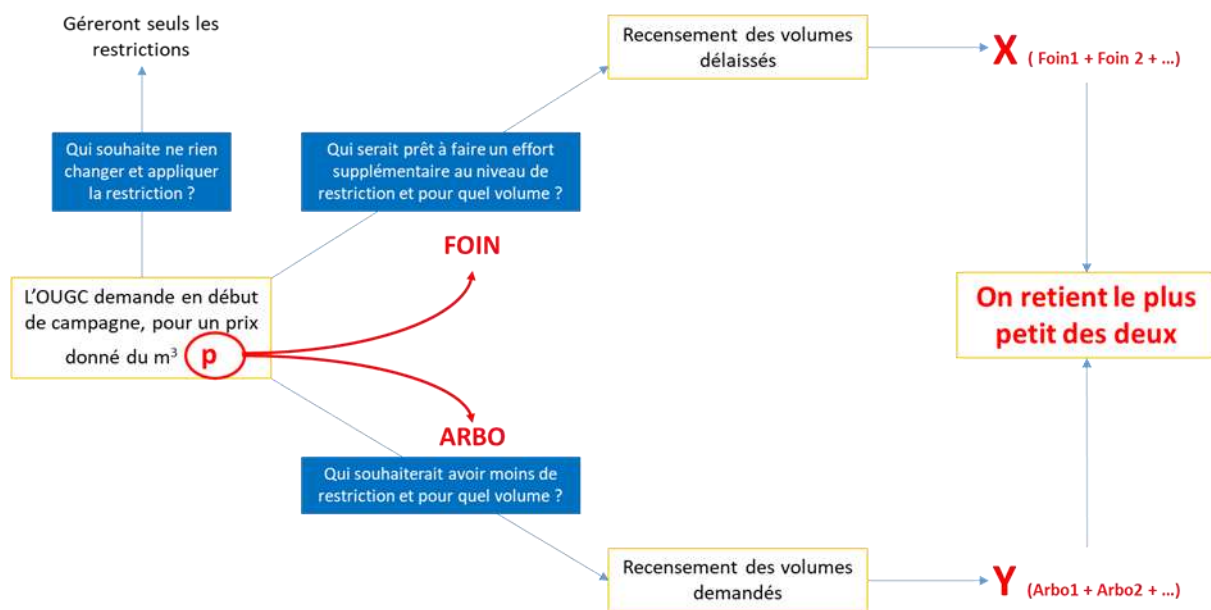 Géreront seuls les
restrictions
Qui souhaite ne rien
changer et appliquer
la restriction ?
L'OUGC demande en début
de campagne, pour un prix
donné du m³ p
Qui serait prêt à faire un effort
supplémentaire au niveau de
restriction et pour quel volume ?
FOIN
ARBO
Qui souhaiterait avoir moins de
restriction et pour quel volume ?
Recensement des volumes
délaissés
X ( Foin1 + Foin 2 + ...)
On retient le plus
petit des deux
Recensement des volumes
demandés
Y (Arbo1 + Arbo2 + ...)